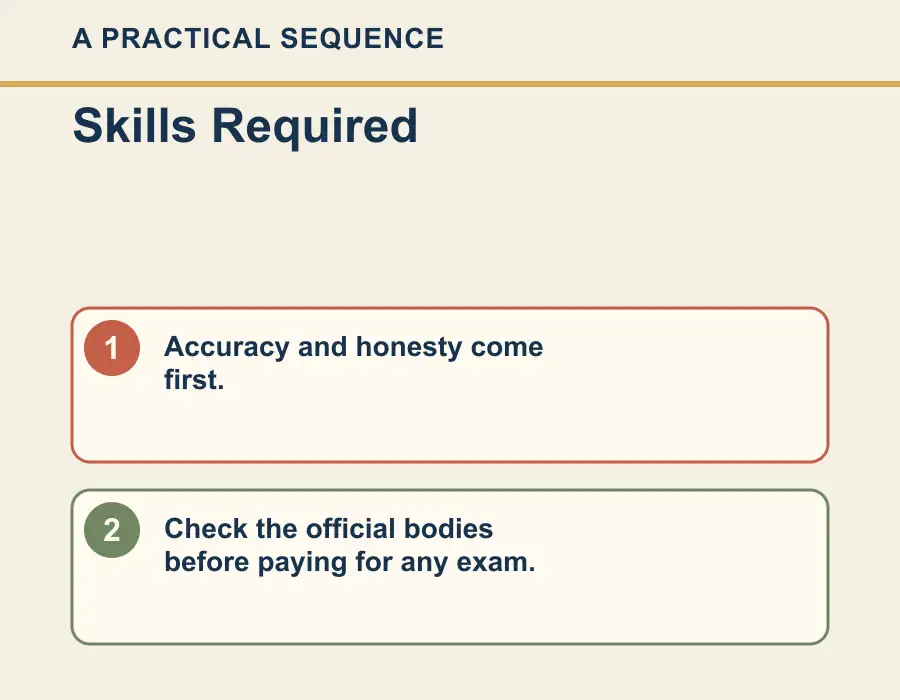 A PRACTICAL SEQUENCE
Skills Required
1
Accuracy and honesty come
first.
2
Check the official bodies
before paying for any exam.